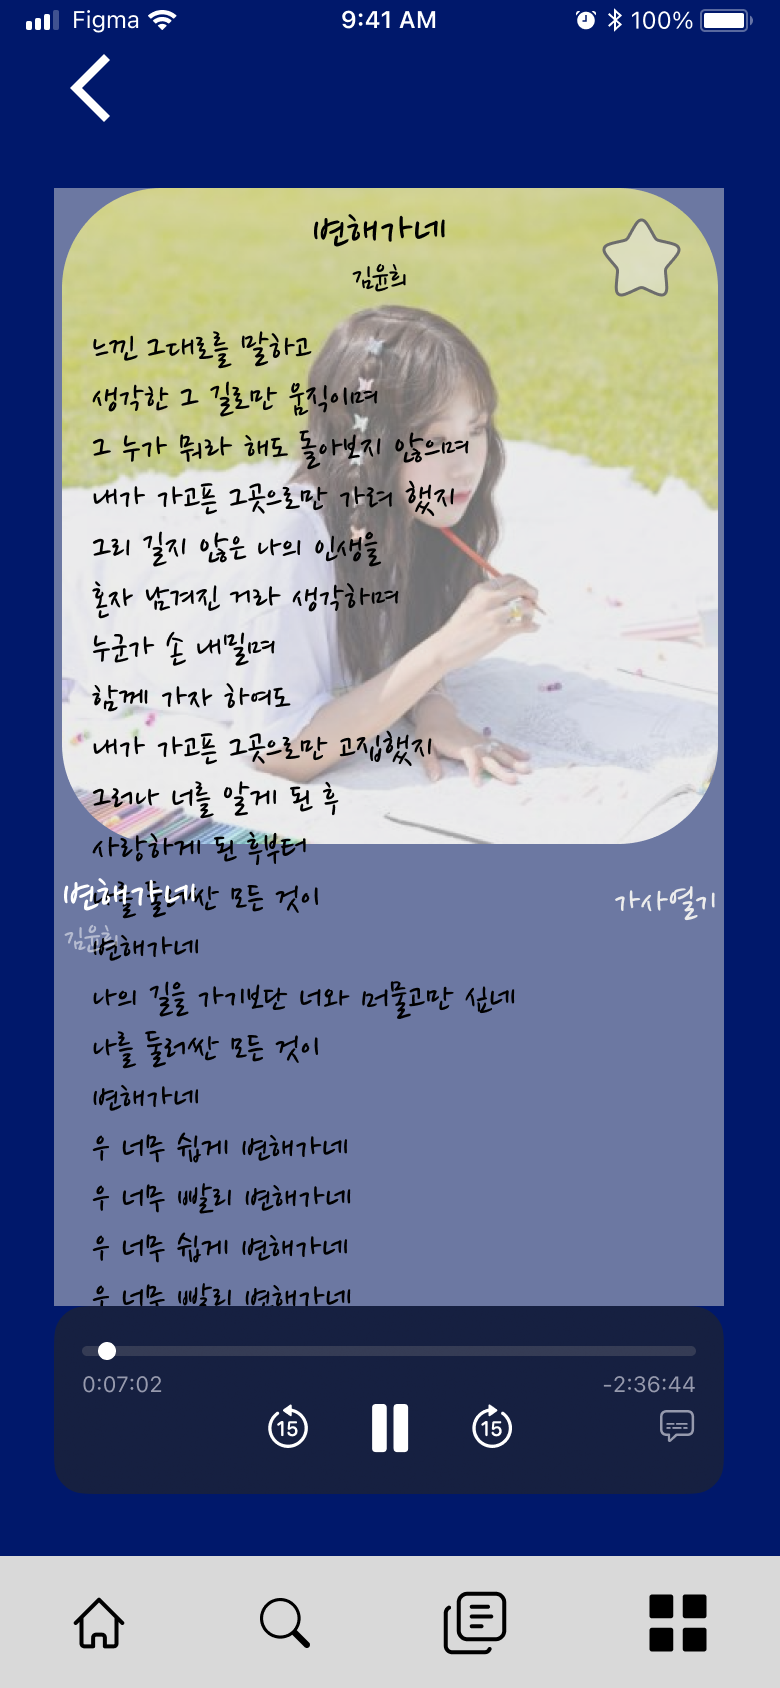 Figma 9:41 AM 100%
변해가네
김윤희
느낀 그대로를 말하고
생각한 그 길로만 움직이며
그 누가 뭐라 해도 돌아보지 않으며
내가 가고픈 그곳으로만 가려 했지
그리 길지 않은 나의 인생을
혼자 남겨진 거라 생각하며
누군가 손 내밀며
함께 가자 하여도
내가 가고픈 그곳으로만 고집했지
그러나 너를 알게 된 후
사랑하게 된 후부터
나를 둘러싼 모든 것이
변해가네
가사열기
김윤희
변해가네
나의 길을 가기보단 너와 머물고만 싶네
나를 둘러싼 모든 것이
변해가네
우 너무 쉽게 변해가네
우 너무 빨리 변해가네
우 너무 쉽게 변해가네
우 너무 빨리 변해가네
0:07:02
-2:36:44
15
15